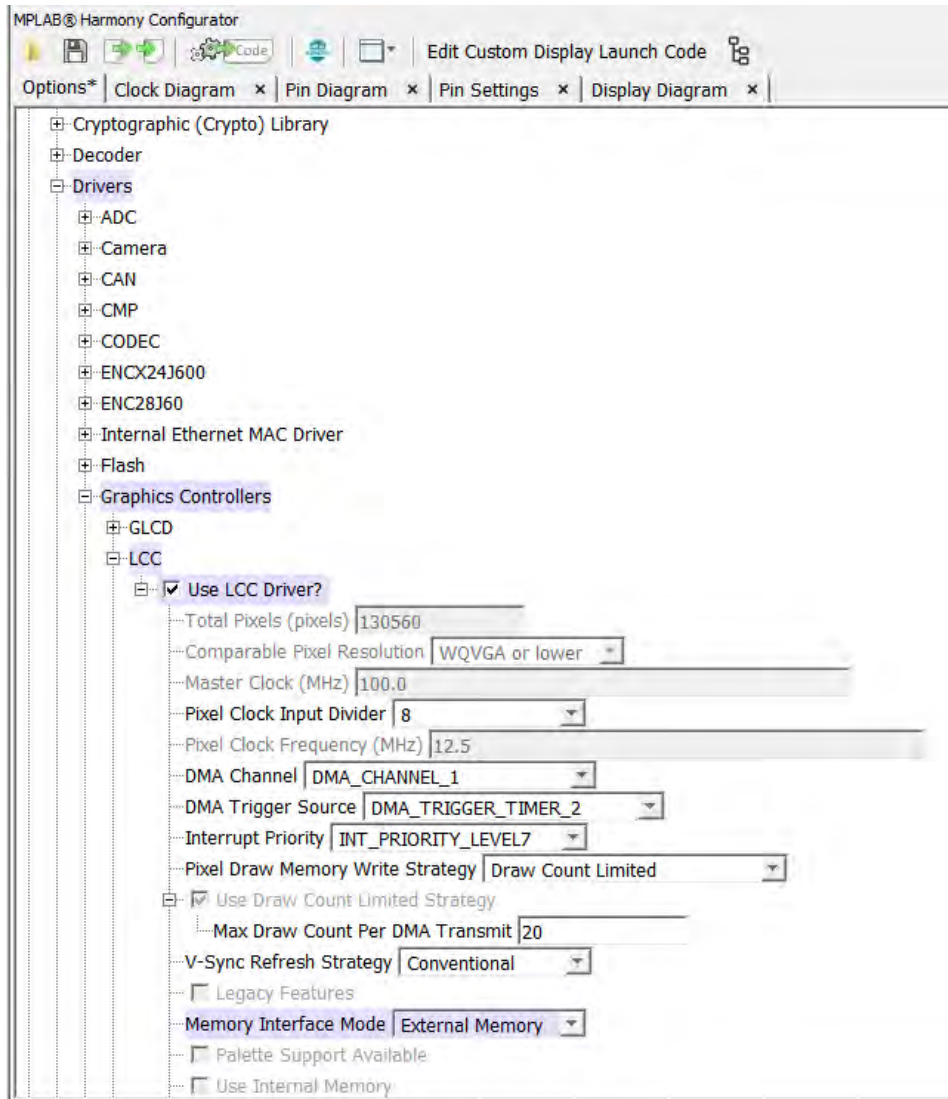 MPLAB® Harmony Configurator
Code Edit Custom Display Launch Code
Options* Clock Diagram × Pin Diagram × Pin Settings × Display Diagram ×
Cryptographic (Crypto) Library
Decoder
Drivers
ADC
Camera
CAN
CMP
CODEC
ENCX24J600
ENC28J60
Internal Ethernet MAC Driver
Flash
Graphics Controllers
GLCD
LCC
Use LCC Driver?
Total Pixels (pixels) 130560
Comparable Pixel Resolution WQVGA or lower
Master Clock (MHz) 100.0
Pixel Clock Input Divider 8
Pixel Clock Frequency (MHz) 12.5
DMA Channel DMA_CHANNEL_1
DMA Trigger Source DMA_TRIGGER_TIMER_2
Interrupt Priority INT_PRIORITY_LEVEL7
Pixel Draw Memory Write Strategy Draw Count Limited
Use Draw Count Limited Strategy
Max Draw Count Per DMA Transmit 20
V-Sync Refresh Strategy Conventional
Legacy Features
Memory Interface Mode External Memory
Palette Support Available
Use Internal Memory